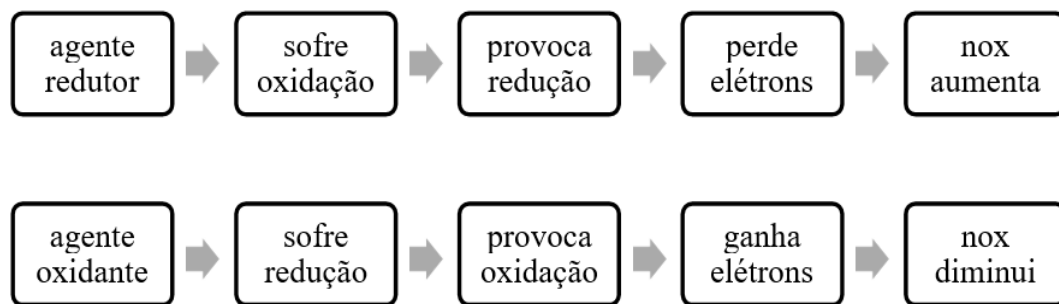 agente
redutor
sofre
oxidação
provoca
redução
perde
elétrons
nox
aumenta
agente
oxidante
sofre
redução
provoca
oxidação
ganha
elétrons
nox
diminui